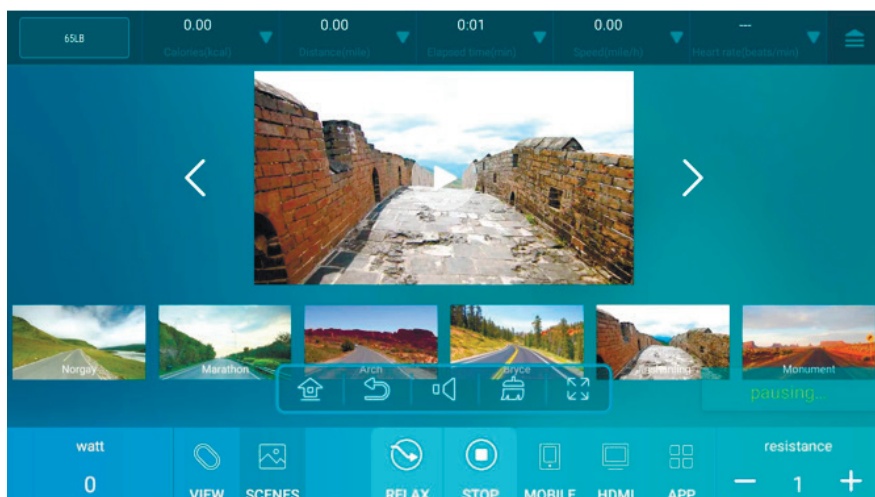 65LB
0.00
Calories(kcal)
0.00
Distance(mile)
0:01
Elapsed time(min)
0.00
Speed(mile/h)
---
Heart rate(beats/min)
Norgay
Marathon
Arch
Bryce
Monument
pausing...
watt
0
VIEW
SCENES
RELAX
STOP
MOBILE
HDMI
APP
resistance
— 1 +